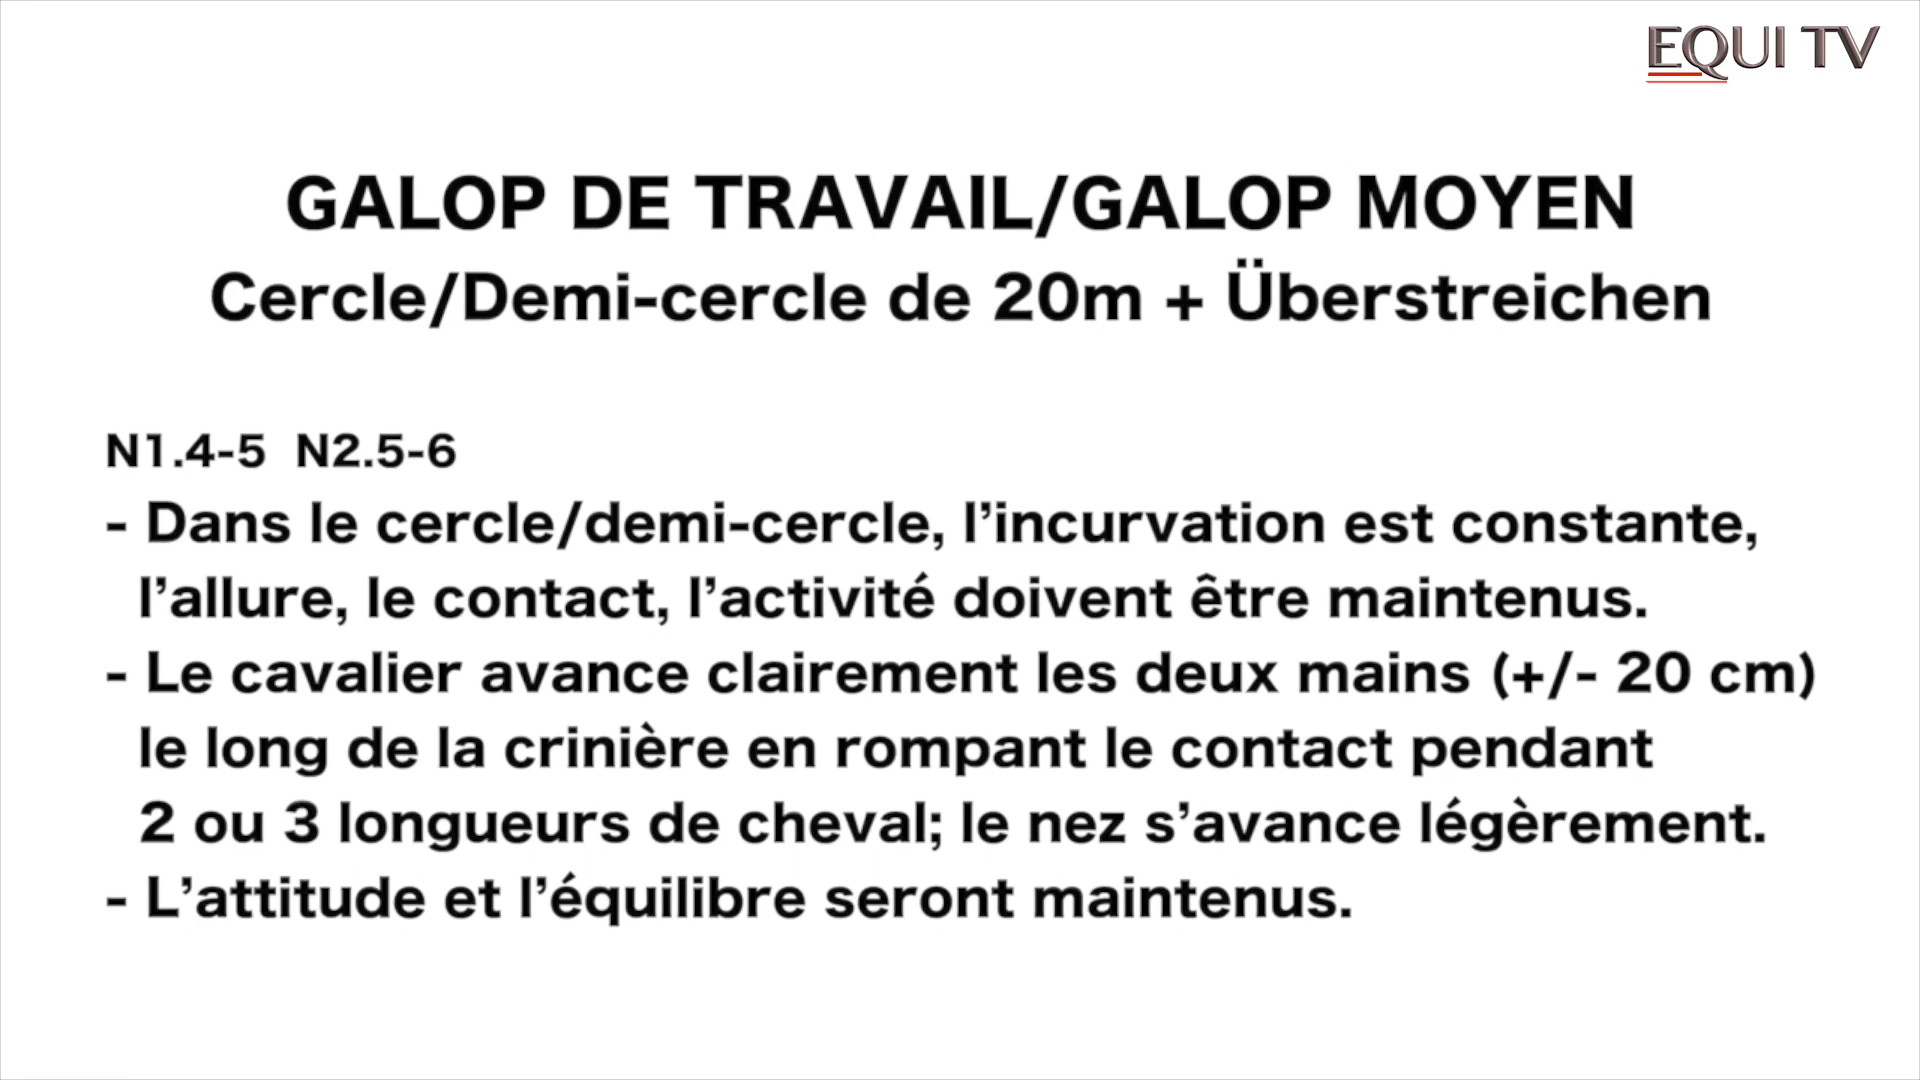 EQUI TV
GALOP DE TRAVAIL/GALOP MOYEN
Cercle/Demi-cercle de 20m + Überstreichen
N1.4-5 N2.5-6
- Dans le cercle/demi-cercle, l’incurvation est constante,
l’allure, le contact, l’activité doivent être maintenus.
- Le cavalier avance clairement les deux mains (+/- 20 cm)
le long de la crinière en rompant le contact pendant
2 ou 3 longueurs de cheval; le nez s’avance légèrement.
- L’attitude et l’équilibre seront maintenus.